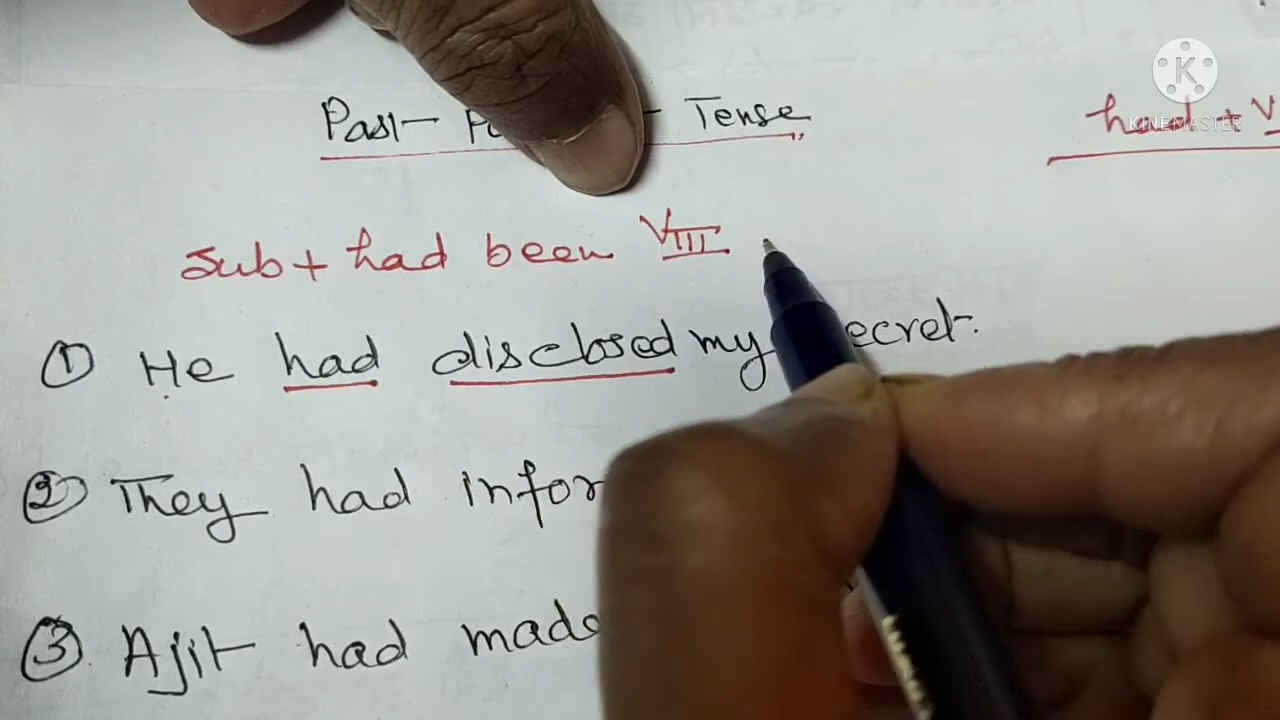 Past- Tense had + V
Sub + had been VIII
① He had disclosed my secret.
② They had
③ Ajit had made
KINEMASTER